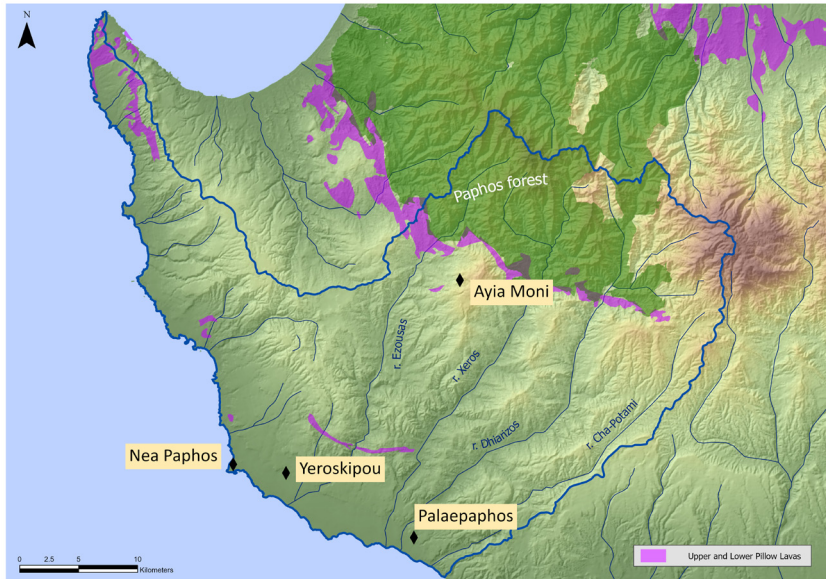 N
Paphos forest
Ayia Moni
r. Ezousas
r. Xeros
r. Dhiarizos
r. Cha-Potami
Nea Paphos
Yeroskipou
Palaepaphos
0 2.5 5 10
Kilometers
Upper and Lower Pillow Lavas